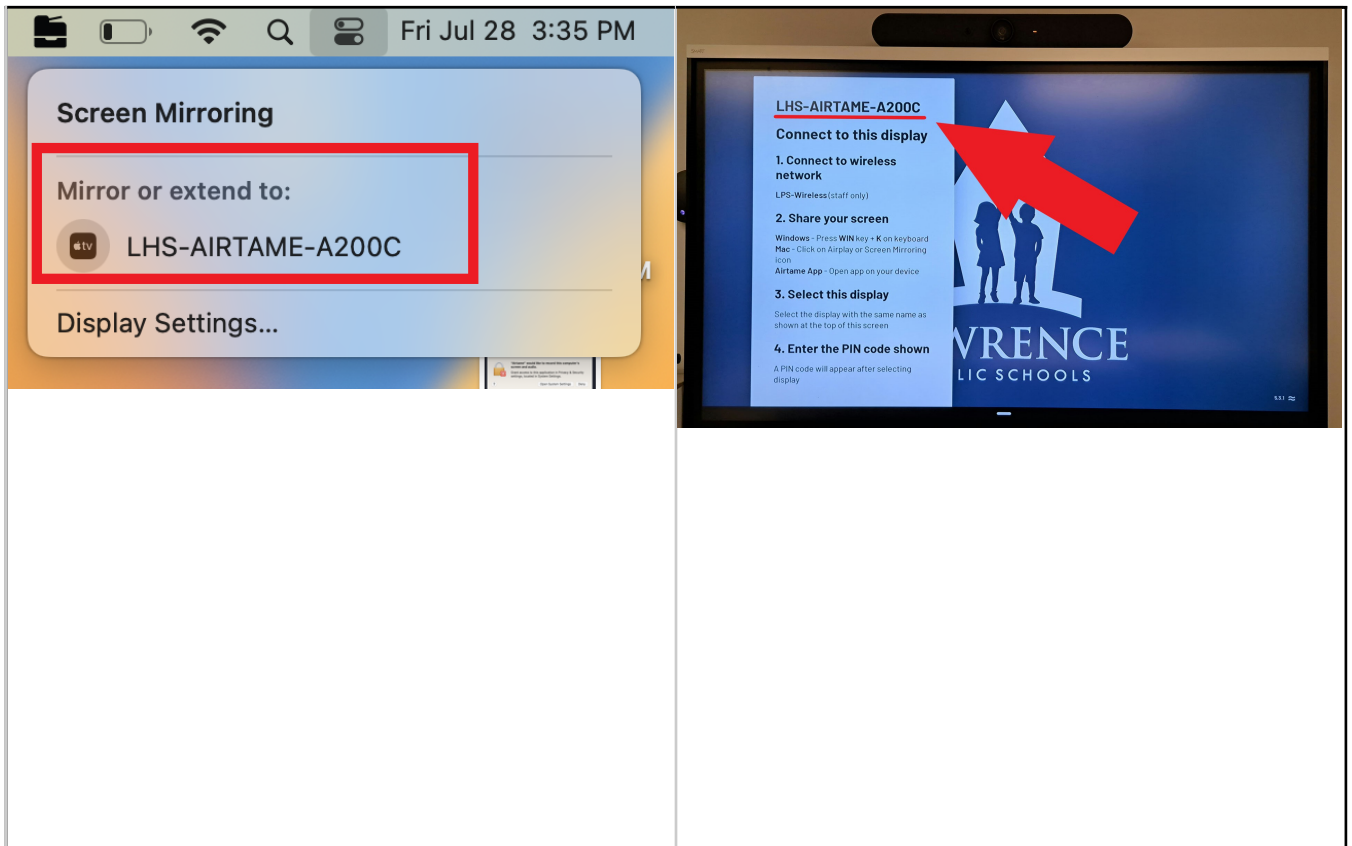 Fri Jul 28 3:35 PM
Screen Mirroring
Mirror or extend to:
tv
LHS-AIRTAME-A200C
Display Settings...
LHS-AIRTAME-A200C
Connect to this display
1. Connect to wireless
network
LPS-Wireless (staff only)
2. Share your screen
Windows - Press WIN key + K on keyboard
Mac - Click on Airplay or Screen Mirroring
icon
Airtame App - Open app on your device
3. Select this display
Select the display with the same name as
shown at the top of this screen
4. Enter the PIN code shown
A PIN code will appear after selecting
display
WRENCE
LIC SCHOOLS
5.3.1